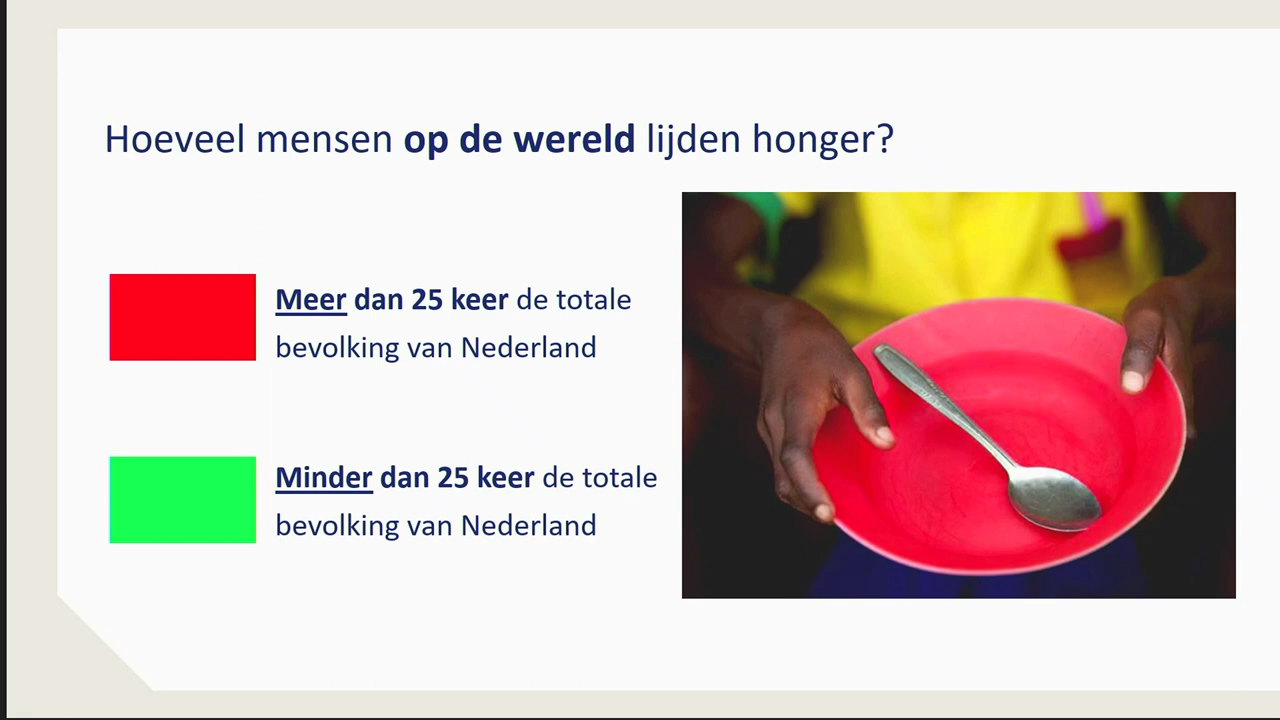 Hoeveel mensen op de wereld lijden honger?
Meer dan 25 keer de totale
bevolking van Nederland
Minder dan 25 keer de totale
bevolking van Nederland